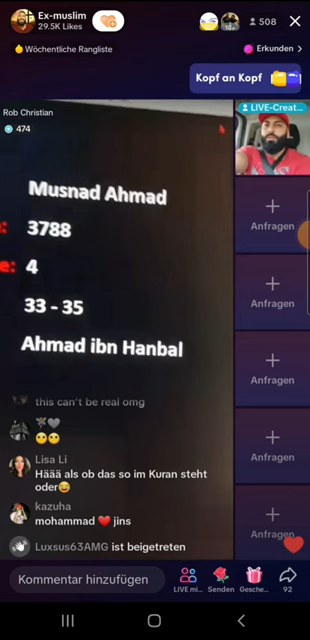 Ex-muslim
29.5K Likes
508
Wöchentliche Rangliste
Erkunden >
Kopf an Kopf
Rob Christian
474
LIVE-Creat...
Musnad Ahmad
3788
e: 4
33 - 35
Ahmad ibn Hanbal
Anfragen
Anfragen
Anfragen
Anfragen
Anfragen
this can't be real omg
Lisa Li
Häää als ob das so im Kuran steht
oder😂
kazuha
mohammad ❤️ jins
Luxsus63AMG ist beigetreten
Kommentar hinzufügen
LIVE mi...
Senden
Gesche...
92